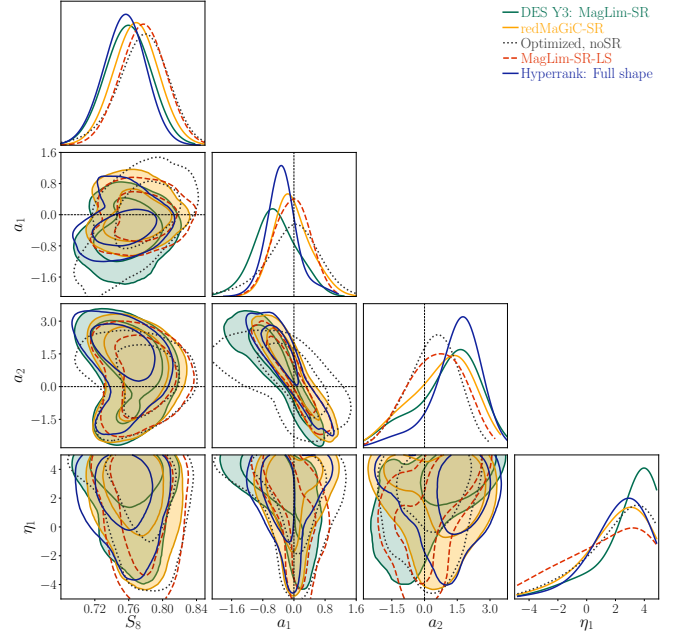 DES Y3: MagLim-SR
redMaGiC-SR
Optimized, noSR
MagLim-SR-LS
Hyperrank: Full shape
1.6
0.8
0.0
−0.8
−1.6
a₁
3.0
1.5
0.0
−1.5
a₂
4
2
0
−2
−4
η₁
0.72 0.76 0.80 0.84
−1.6 −0.8 0.0 0.8 1.6
0.0 1.5 3.0
−4 −2 0 2 4
S₈ a₁ a₂ η₁